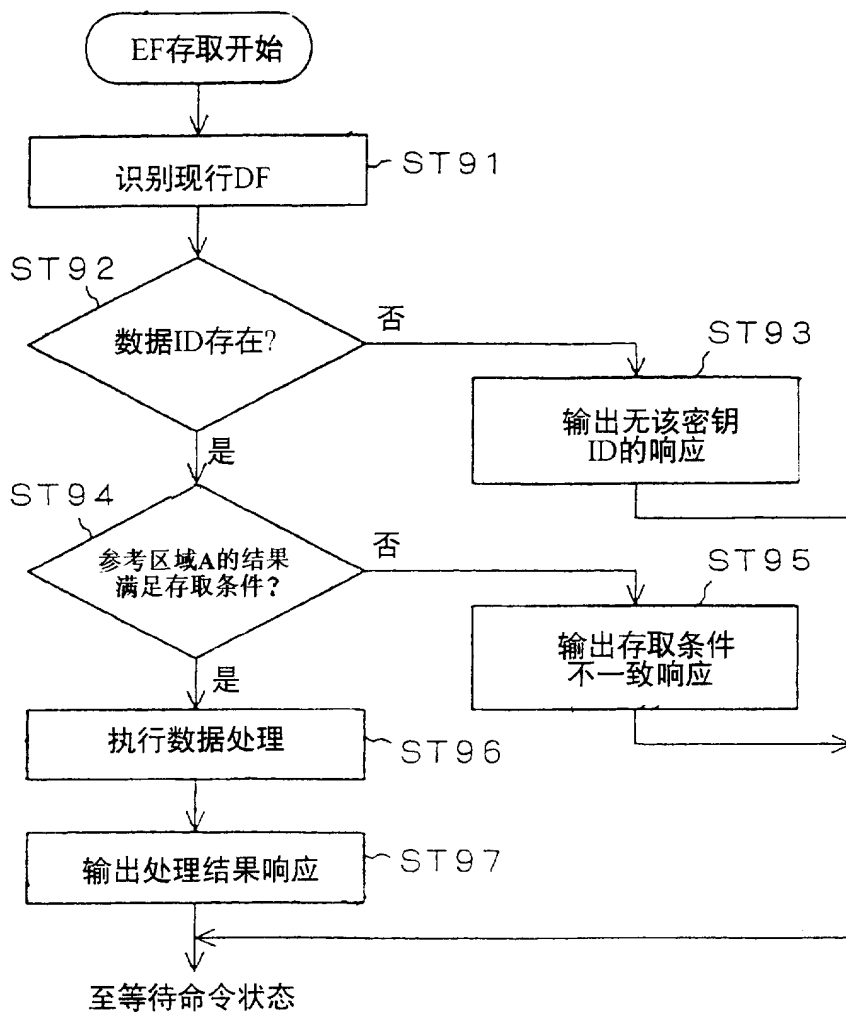 EF存取开始
识别现行DF
ST91
ST92
数据ID存在?
否
ST93
输出无该密钥
ID的响应
是
ST94
参考区域A的结果
满足存取条件？
否
ST95
输出存取条件
不一致响应
是
执行数据处理
ST96
输出处理结果响应
ST97
至等待命令状态